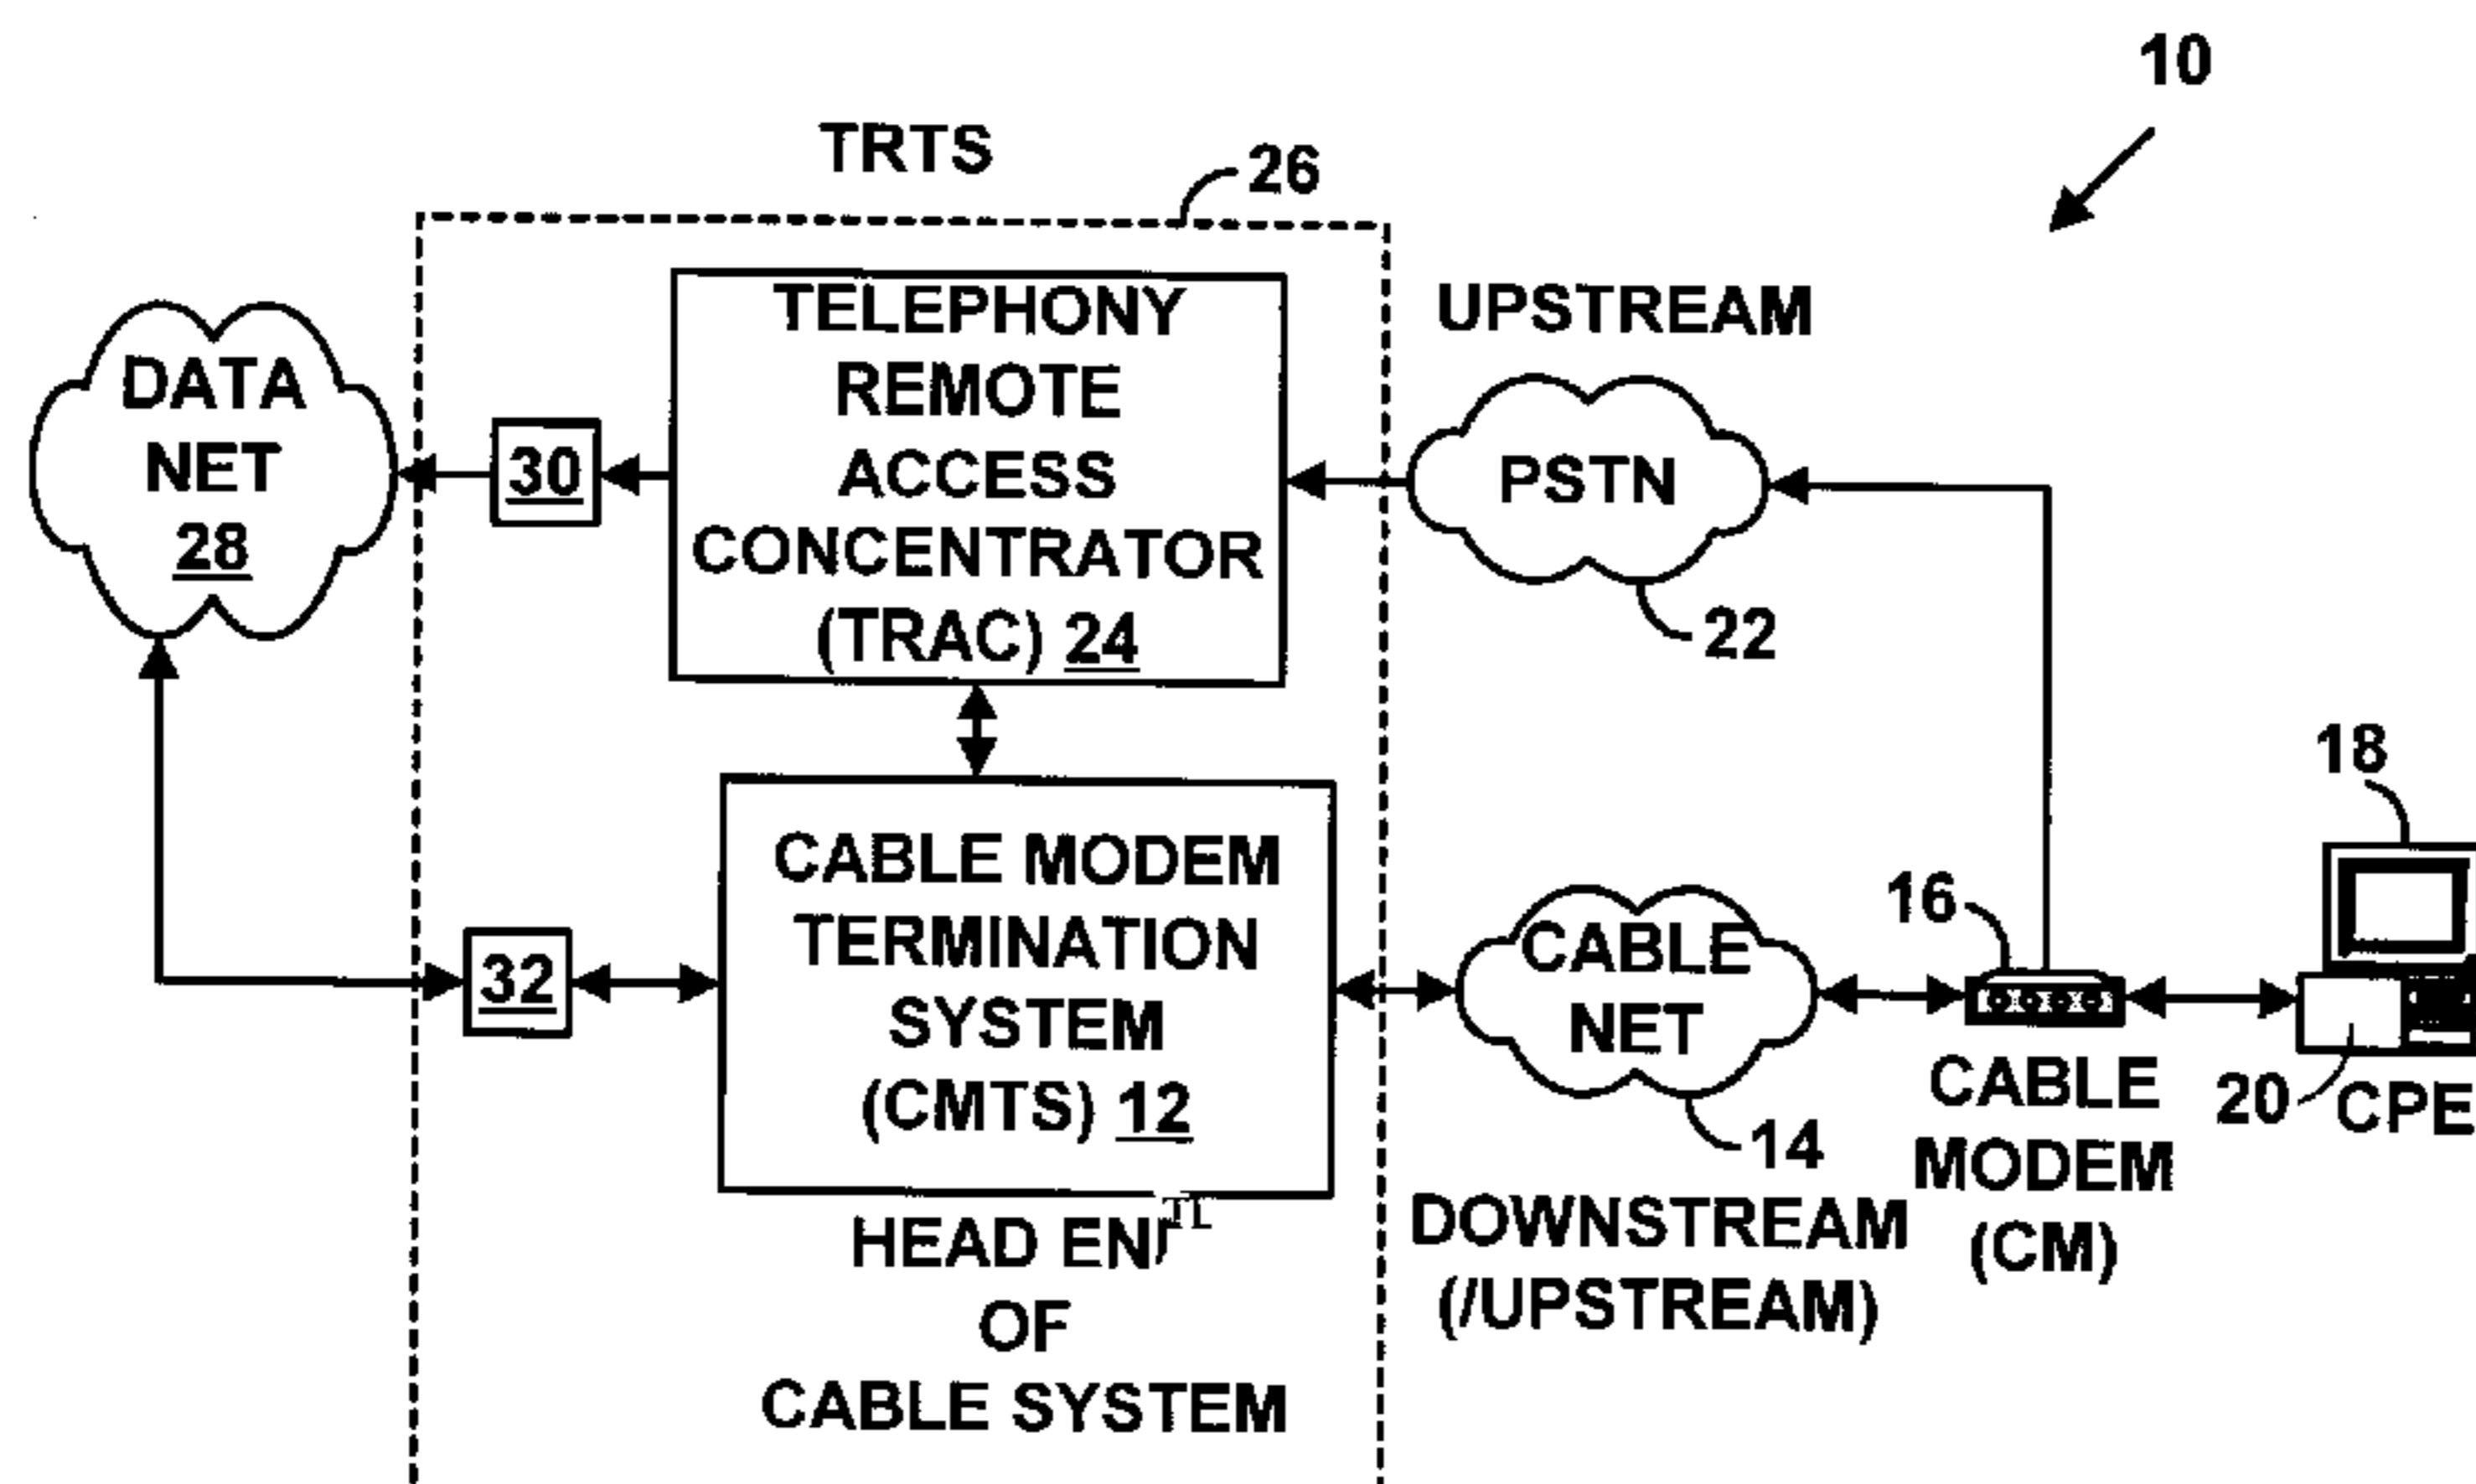 10
TRTS
26
UPSTREAM
DATA
NET
28
30
TELEPHONY
REMOTE
ACCESS
CONCENTRATOR
(TRAC) 24
PSTN
22
18
32
CABLE MODEM
TERMINATION
SYSTEM
(CMTS) 12
CABLE
NET
14
16
CABLE
MODEM
(CM)
20
CPE
DOWNSTREAM
(/UPSTREAM)
HEAD EN
OF
CABLE SYSTEM